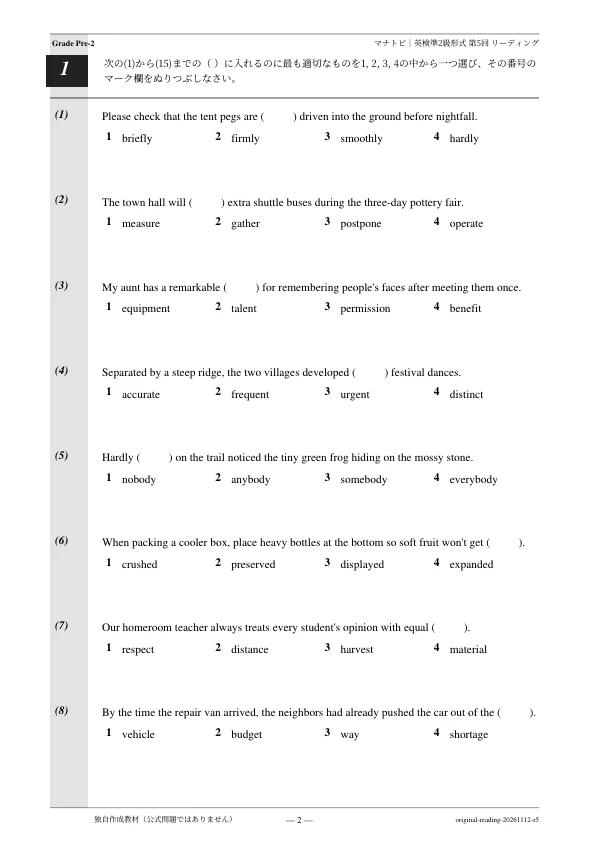 Grade Pre-2
マナトビ｜英検準2級形式 第5回 リーディング
1
次の(1)から(15)までの（ ）に入れるのに最も適切なものを1, 2, 3, 4の中から一つ選び、その番号の
マーク欄をぬりつぶしなさい。
(1) Please check that the tent pegs are ( ) driven into the ground before nightfall.
1 briefly 2 firmly 3 smoothly 4 hardly
(2) The town hall will ( ) extra shuttle buses during the three-day pottery fair.
1 measure 2 gather 3 postpone 4 operate
(3) My aunt has a remarkable ( ) for remembering people's faces after meeting them once.
1 equipment 2 talent 3 permission 4 benefit
(4) Separated by a steep ridge, the two villages developed ( ) festival dances.
1 accurate 2 frequent 3 urgent 4 distinct
(5) Hardly ( ) on the trail noticed the tiny green frog hiding on the mossy stone.
1 nobody 2 anybody 3 somebody 4 everybody
(6) When packing a cooler box, place heavy bottles at the bottom so soft fruit won't get ( ).
1 crushed 2 preserved 3 displayed 4 expanded
(7) Our homeroom teacher always treats every student's opinion with equal ( ).
1 respect 2 distance 3 harvest 4 material
(8) By the time the repair van arrived, the neighbors had already pushed the car out of the ( ).
1 vehicle 2 budget 3 way 4 shortage
独自作成教材（公式問題ではありません）
— 2 —
original-reading-20261112-r5